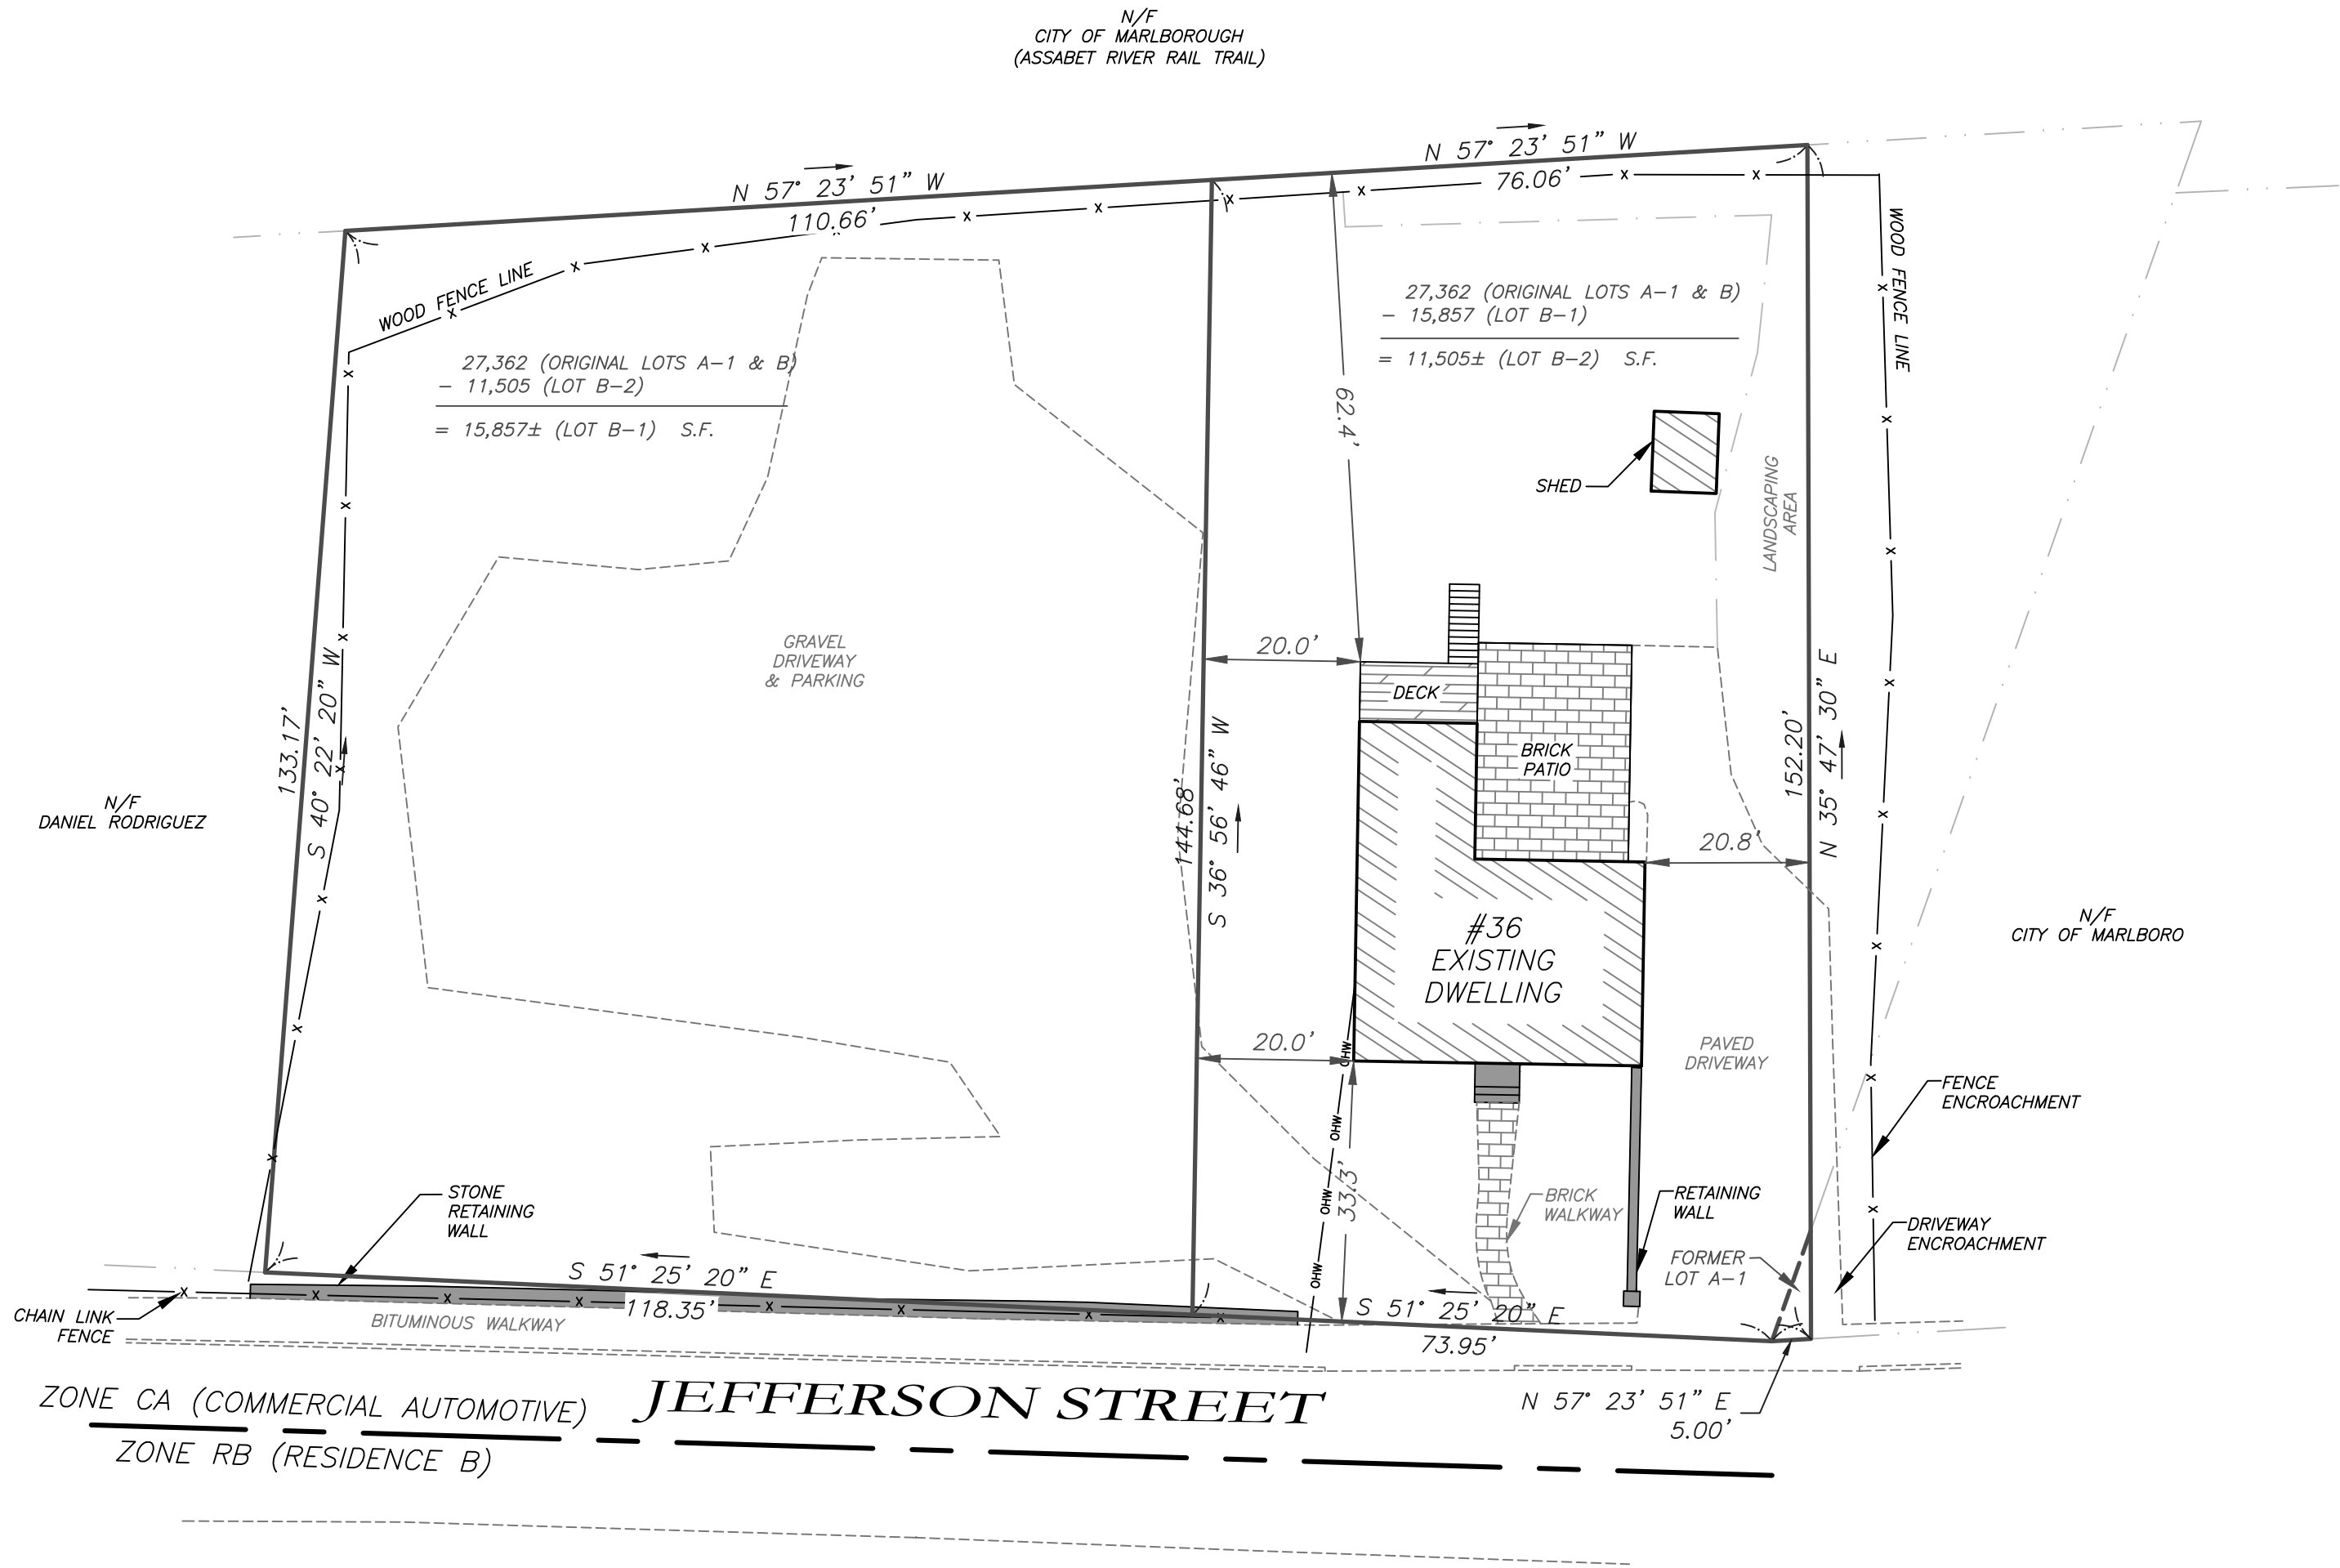 N/F
CITY OF MARLBOROUGH
(ASSABET RIVER RAIL TRAIL)
N 57° 23' 51" W
110.66'
N 57° 23' 51" W
76.06'
WOOD FENCE LINE
WOOD FENCE LINE
27,362 (ORIGINAL LOTS A-1 & B)
- 11,505 (LOT B-2)
= 15,857± (LOT B-1) S.F.
27,362 (ORIGINAL LOTS A-1 & B)
- 15,857 (LOT B-1)
= 11,505± (LOT B-2) S.F.
62.4'
SHED
LANDSCAPING
AREA
GRAVEL
DRIVEWAY
& PARKING
20.0'
DECK
BRICK
PATIO
133.17'
S 40° 22' 20" W
144.68'
S 36° 56' 46" W
152.20'
N 35° 47' 30" E
20.8'
N/F
DANIEL RODRIGUEZ
N/F
CITY OF MARLBORO
#36
EXISTING
DWELLING
20.0'
OHW
OHW
OHW
OHW
33.3'
PAVED
DRIVEWAY
FENCE
ENCROACHMENT
STONE
RETAINING
WALL
BRICK
WALKWAY
RETAINING
WALL
DRIVEWAY
ENCROACHMENT
FORMER
LOT A-1
S 51° 25' 20" E
118.35'
S 51° 25' 20" E
73.95'
CHAIN LINK
FENCE
BITUMINOUS WALKWAY
N 57° 23' 51" E
5.00'
JEFFERSON STREET
ZONE CA (COMMERCIAL AUTOMOTIVE)
ZONE RB (RESIDENCE B)